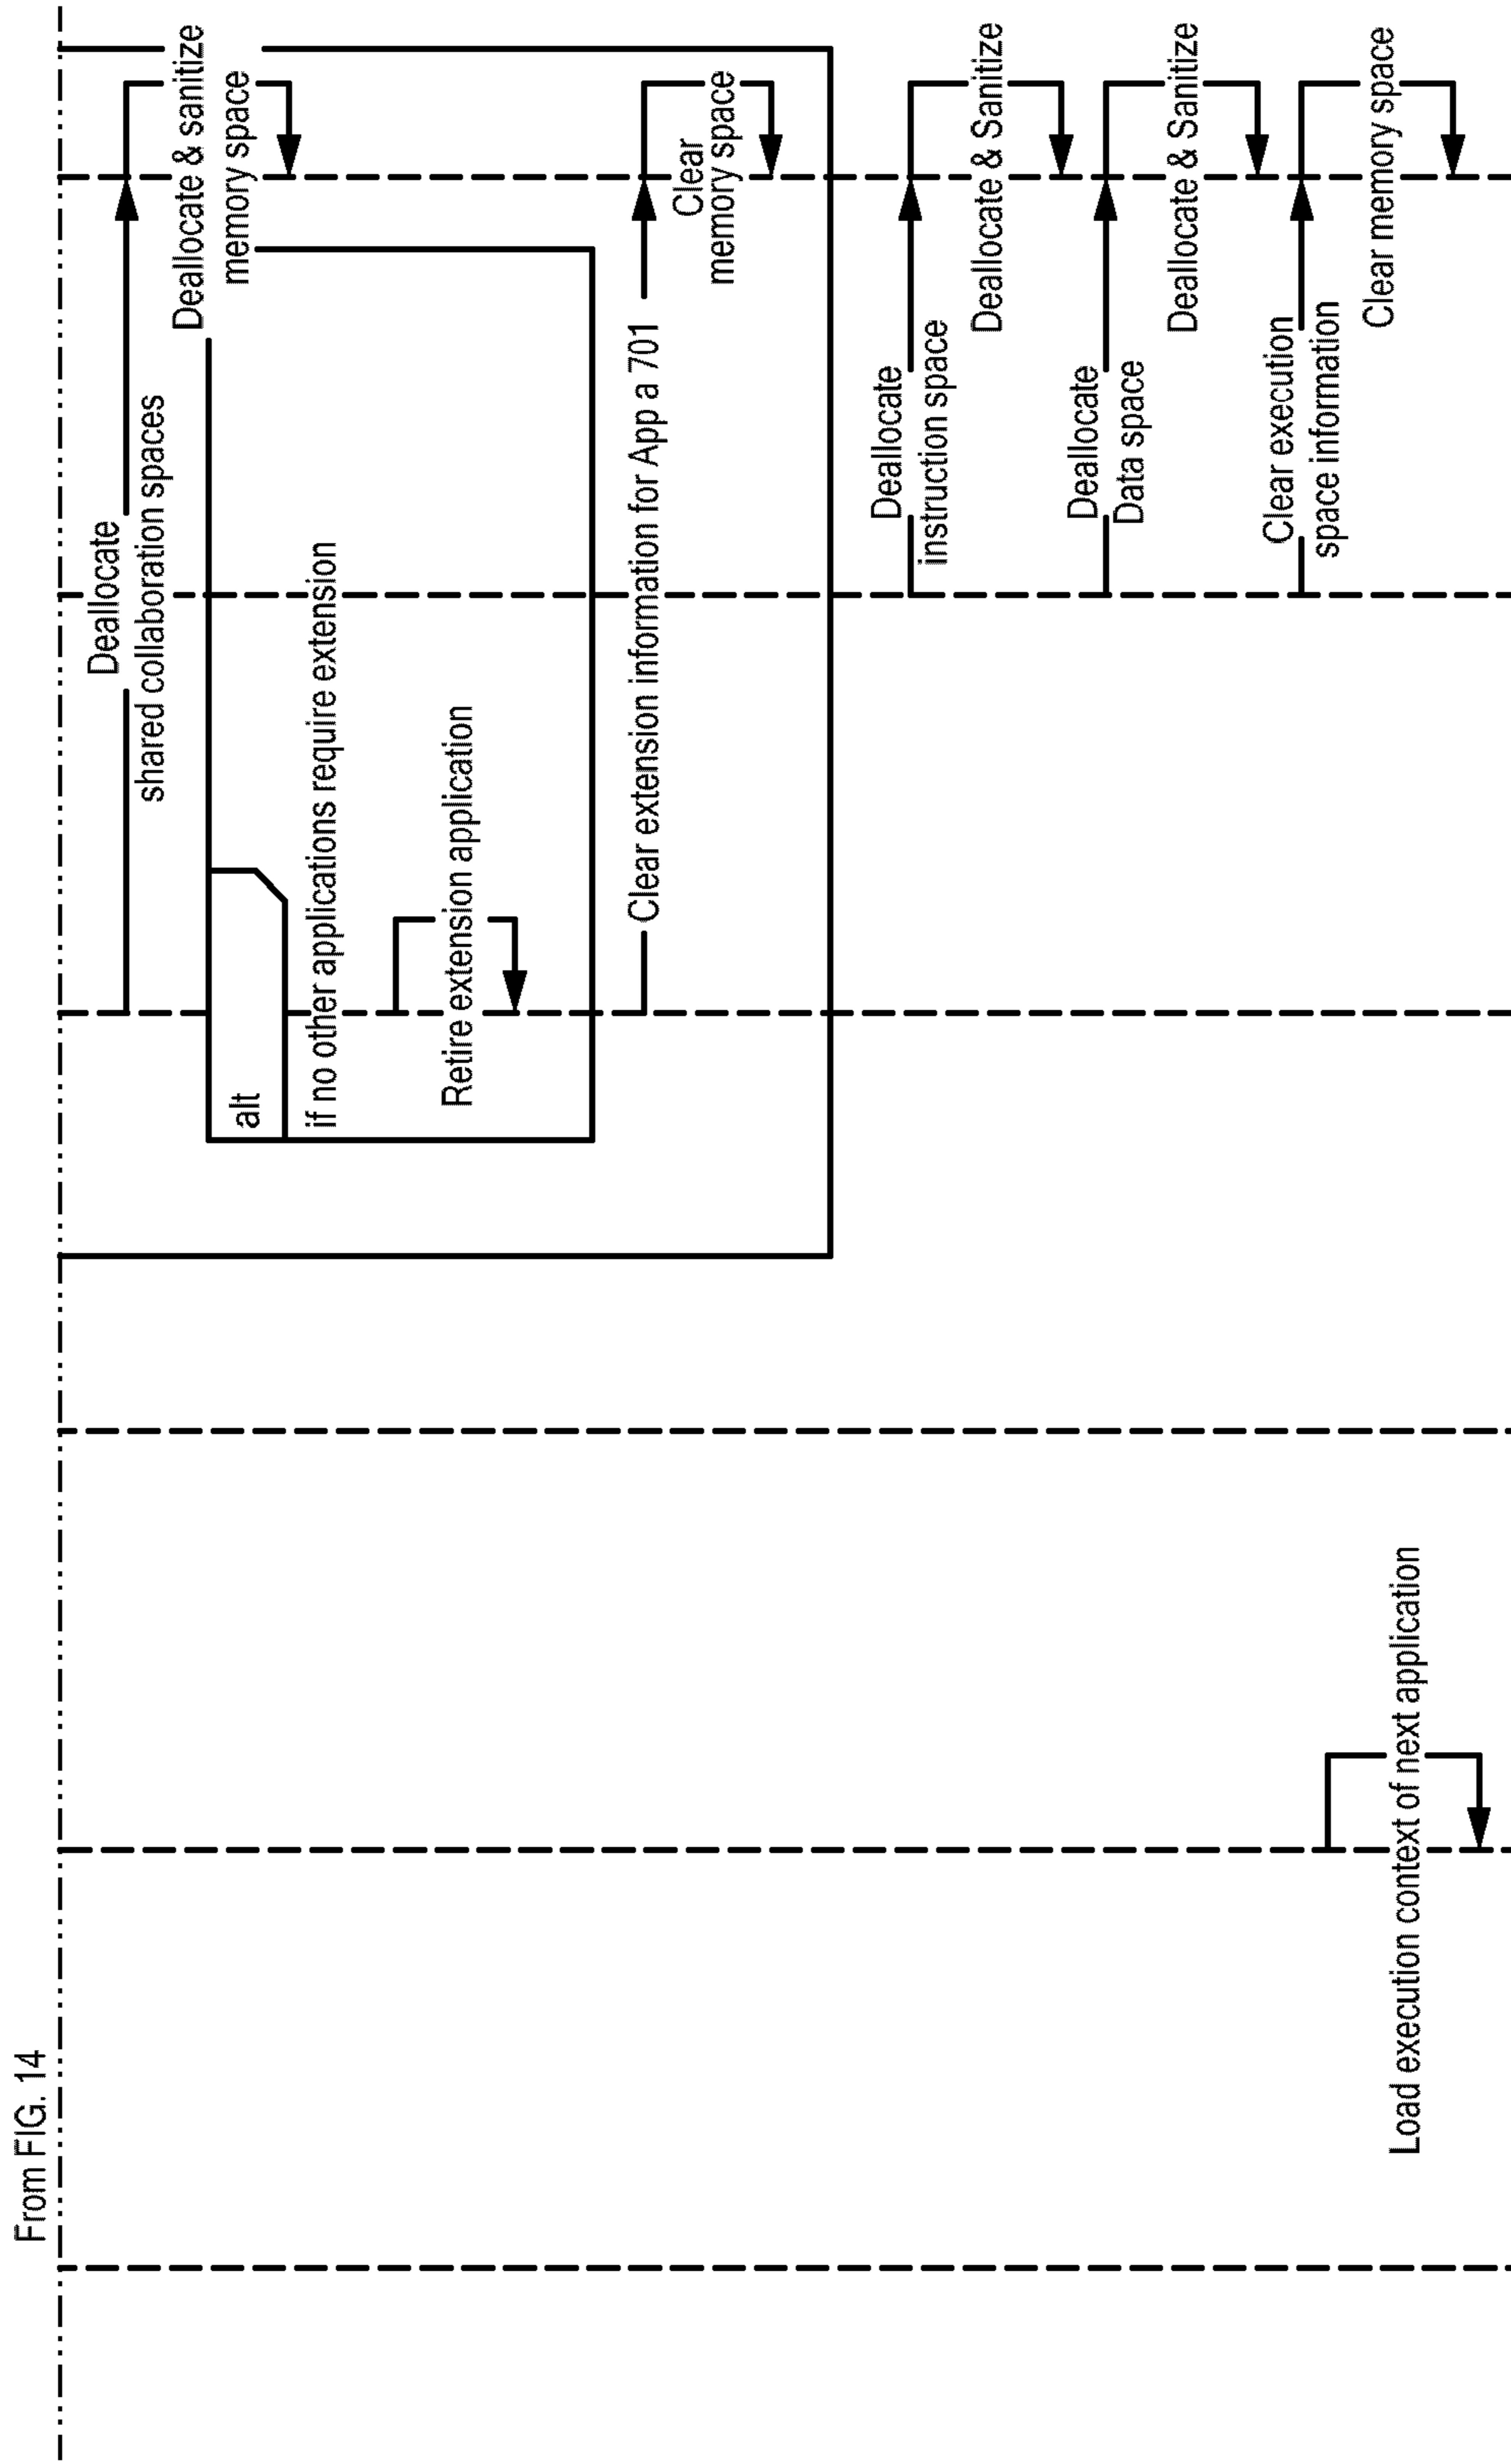 From FIG. 14
Deallocate
shared collaboration spaces
Deallocate & sanitize
memory space
alt
if no other applications require extension
Retire extension application
Clear extension information for App a 701
Clear
memory space
Deallocate
instruction space
Deallocate & Sanitize
Deallocate
Data space
Deallocate & Sanitize
Clear execution
space information
Clear memory space
Load execution context of next application